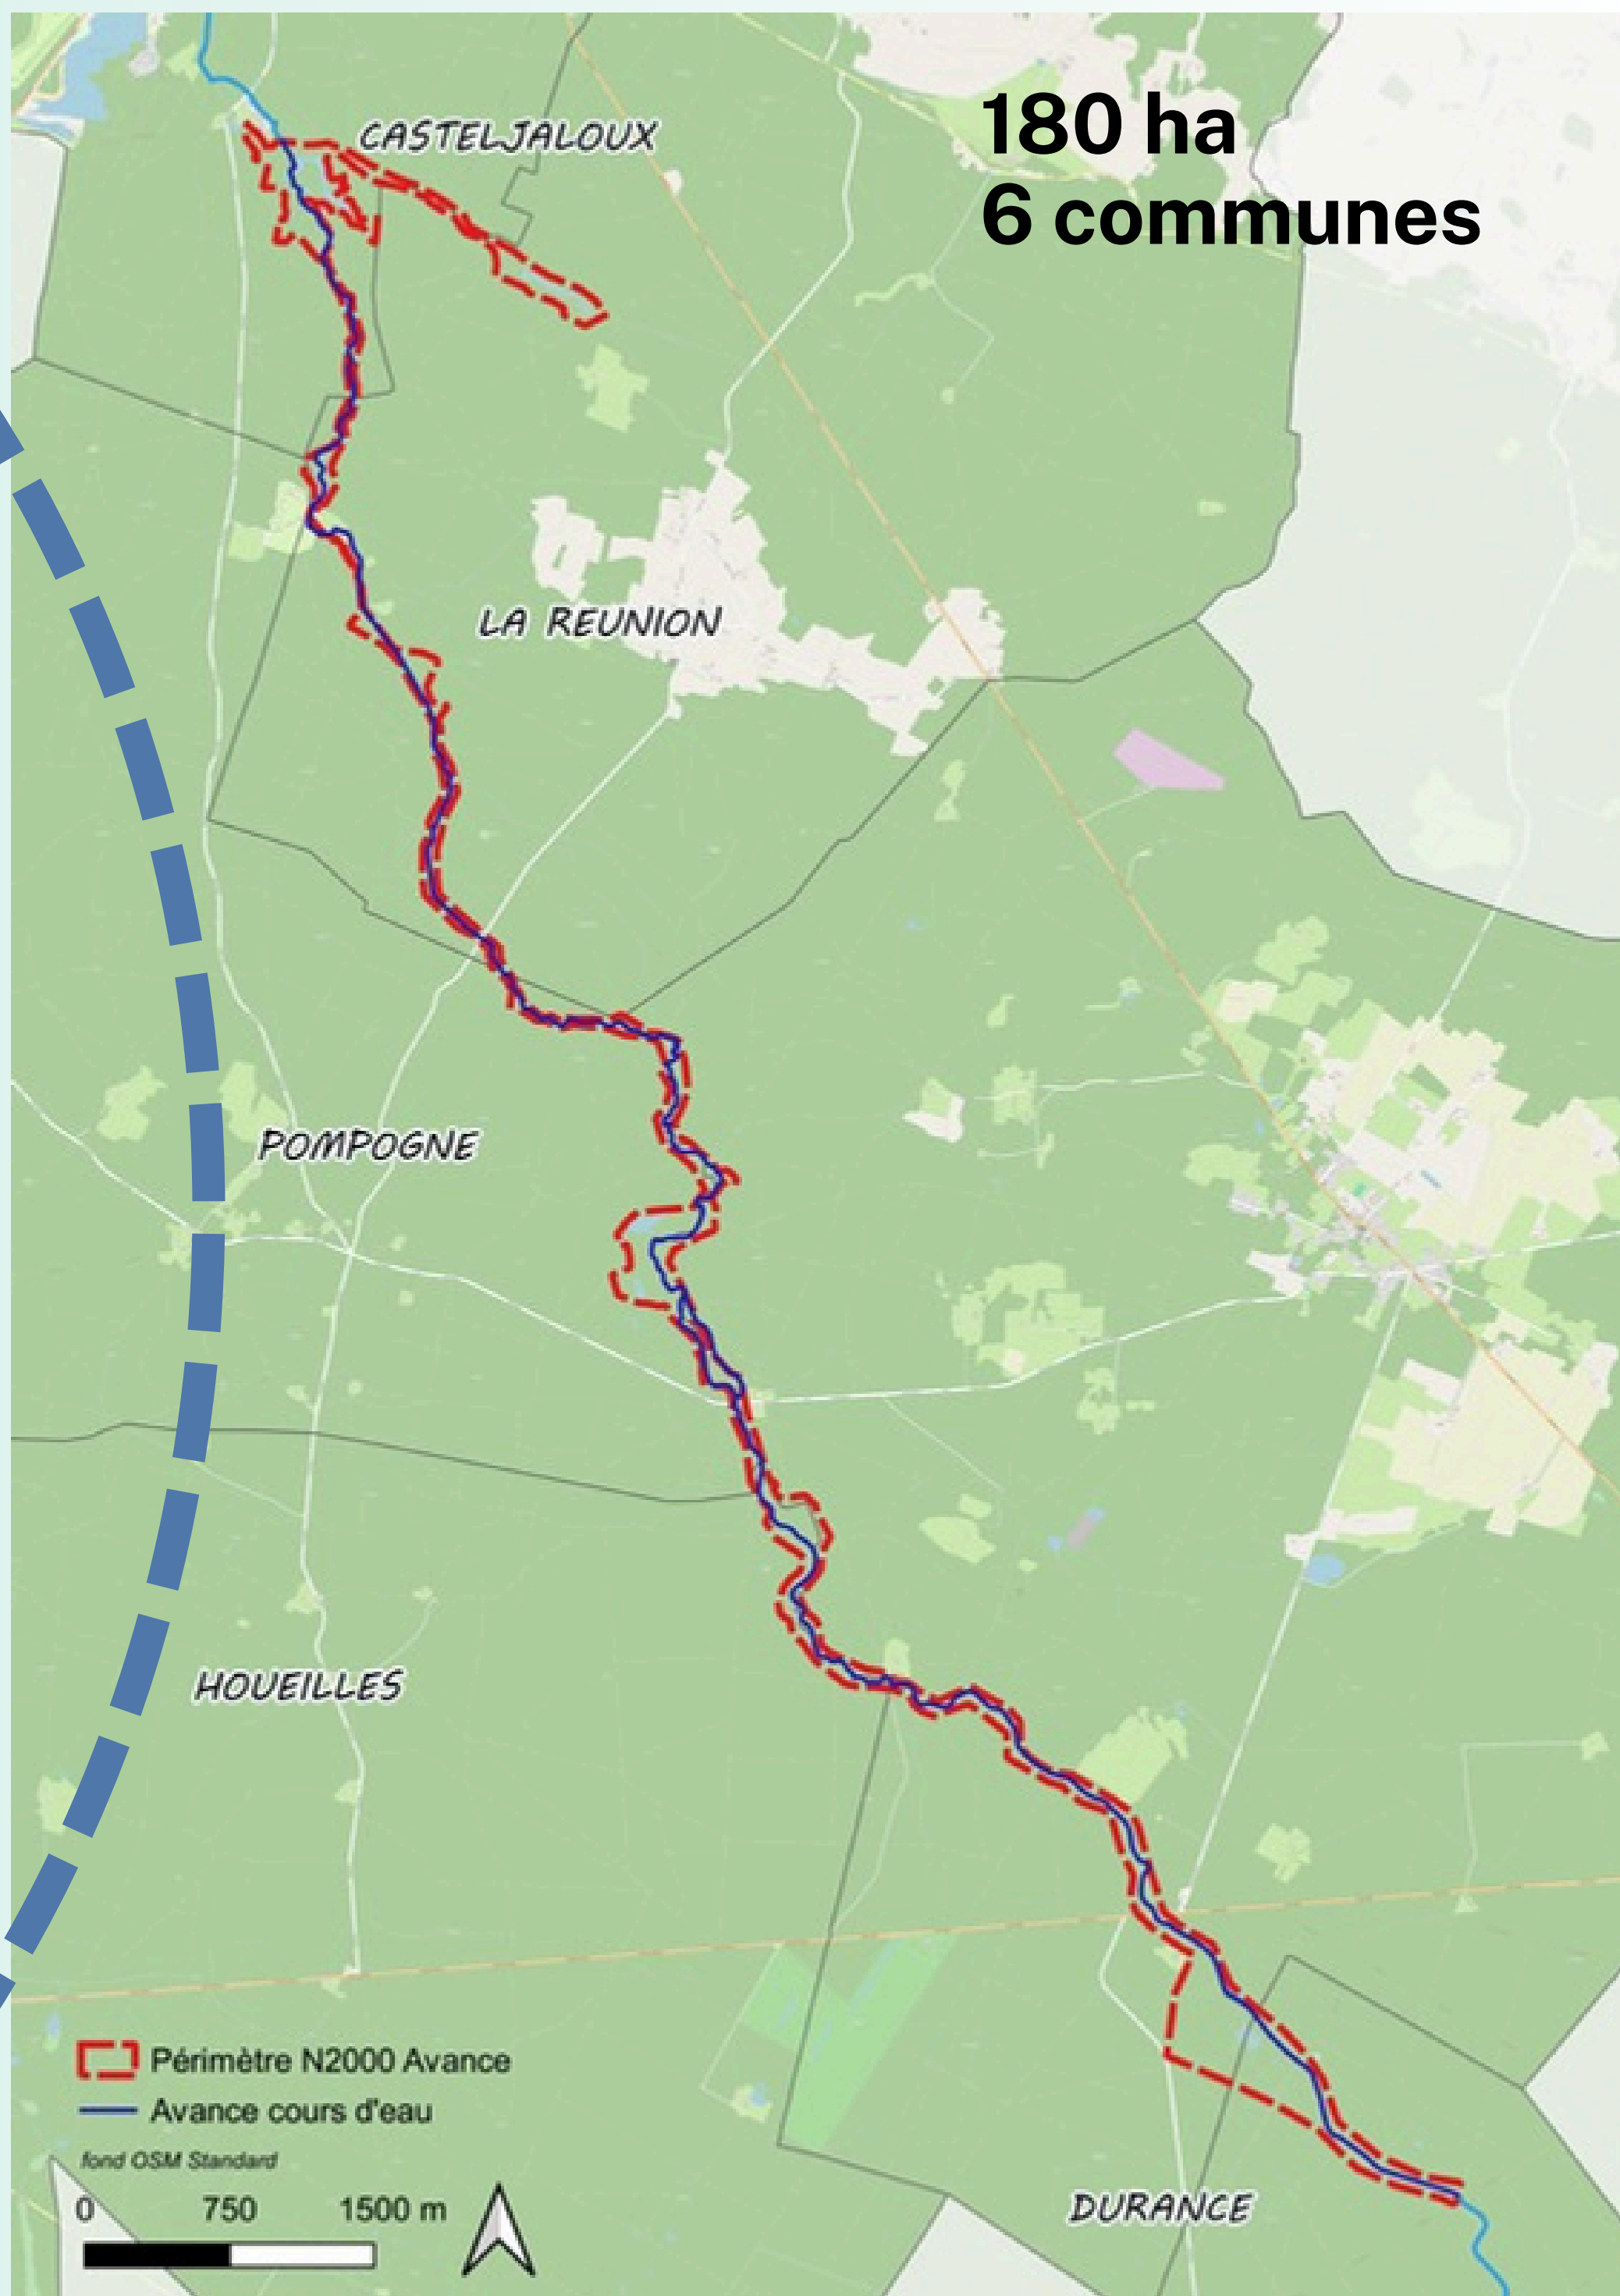 180 ha
6 communes
CASTELJALOUX
LA REUNION
POMPOGNE
HOUEILLES
DURANCE
Périmètre N2000 Avance
Avance cours d'eau
fond OSM Standard
0 750 1500 m